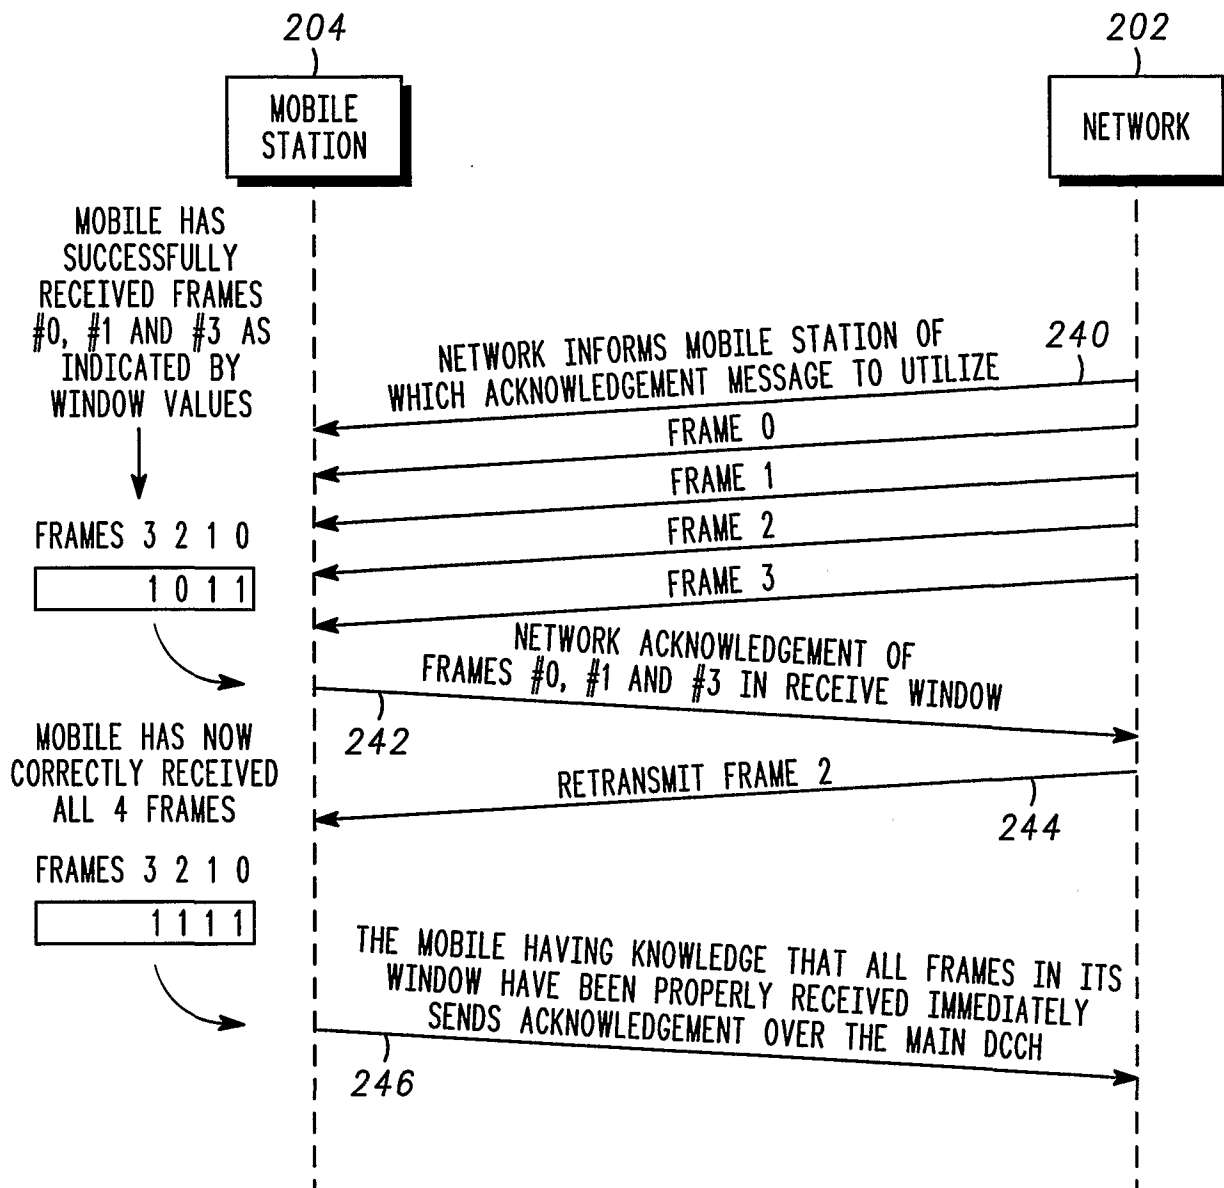 204
202
MOBILE
STATION
NETWORK
MOBILE HAS
SUCCESSFULLY
RECEIVED FRAMES
#0, #1 AND #3 AS
INDICATED BY
WINDOW VALUES
NETWORK INFORMS MOBILE STATION OF
WHICH ACKNOWLEDGEMENT MESSAGE TO UTILIZE
240
FRAME 0
FRAME 1
FRAME 2
FRAME 3
FRAMES 3 2 1 0
1 0 1 1
NETWORK ACKNOWLEDGEMENT OF
FRAMES #0, #1 AND #3 IN RECEIVE WINDOW
242
MOBILE HAS NOW
CORRECTLY RECEIVED
ALL 4 FRAMES
RETRANSMIT FRAME 2
244
FRAMES 3 2 1 0
1 1 1 1
THE MOBILE HAVING KNOWLEDGE THAT ALL FRAMES IN ITS
WINDOW HAVE BEEN PROPERLY RECEIVED IMMEDIATELY
SENDS ACKNOWLEDGEMENT OVER THE MAIN DCCH
246